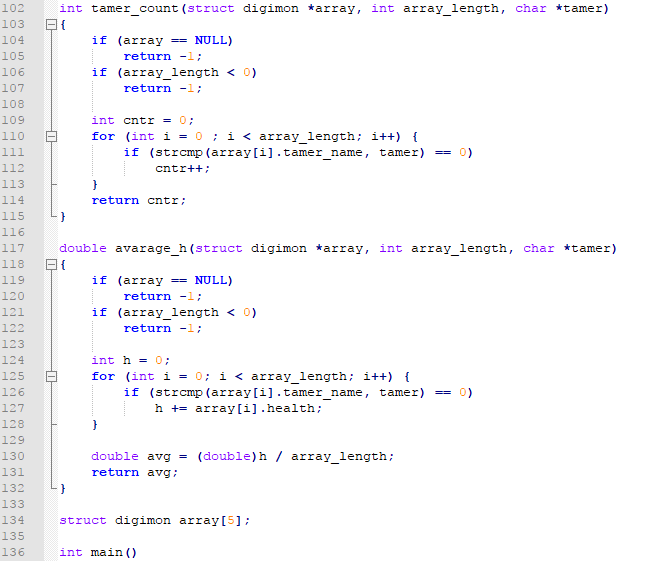 102 int tamer_count(struct digimon *array, int array_length, char *tamer)
103 {
104     if (array == NULL)
105         return -1;
106     if (array_length < 0)
107         return -1;
108
109     int cntr = 0;
110     for (int i = 0 ; i < array_length; i++) {
111         if (strcmp(array[i].tamer_name, tamer) == 0)
112             cntr++;
113     }
114     return cntr;
115 }
116
117 double avarage_h(struct digimon *array, int array_length, char *tamer)
118 {
119     if (array == NULL)
120         return -1;
121     if (array_length < 0)
122         return -1;
123
124     int h = 0;
125     for (int i = 0; i < array_length; i++) {
126         if (strcmp(array[i].tamer_name, tamer) == 0)
127             h += array[i].health;
128     }
129
130     double avg = (double)h / array_length;
131     return avg;
132 }
133
134 struct digimon array[5];
135
136 int main()